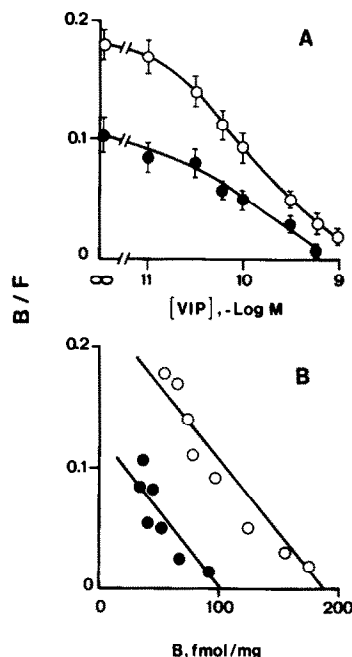 A
0.2
0.1
0
∞ 11 10 9
[VIP], -Log M
B / F
B
0.2
0.1
0
0 100 200
B, fmol/mg